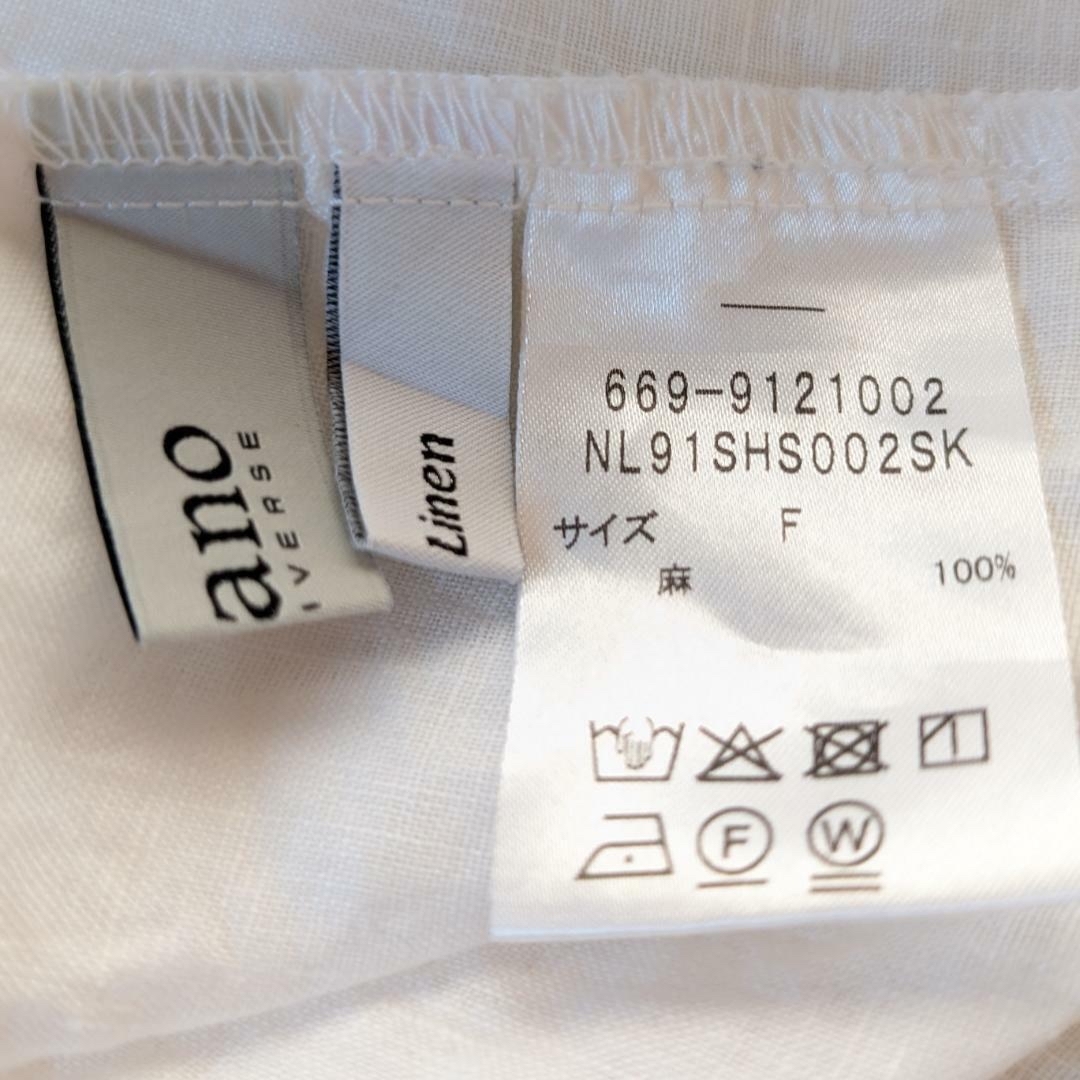 ano
IVERSE
Linen
669-9121002
NL91SHS002SK
サイズ F
麻 100%
F W